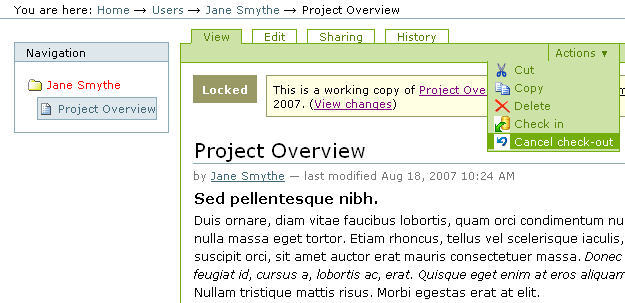 You are here: Home → Users → Jane Smythe → Project Overview
Navigation
Jane Smythe
Project Overview
View
Edit
Sharing
History
Actions ▼
Cut
Copy
Delete
Check in
Cancel check-out
Locked
This is a working copy of Project Ove
2007. (View changes)
Project Overview
by Jane Smythe — last modified Aug 18, 2007 10:24 AM
Sed pellentesque nibh.
Duis ornare, diam vitae faucibus lobortis, quam orci condimentum nu
nulla massa eget tortor. Etiam rhoncus, tellus vel scelerisque iaculis,
suscipit orci, sit amet auctor erat mauris consectetuer massa. Donec
feugiat id, cursus a, lobortis ac, erat. Quisque eget enim at eros aliquam
Nullam tristique mattis risus. Morbi egestas erat at elit.